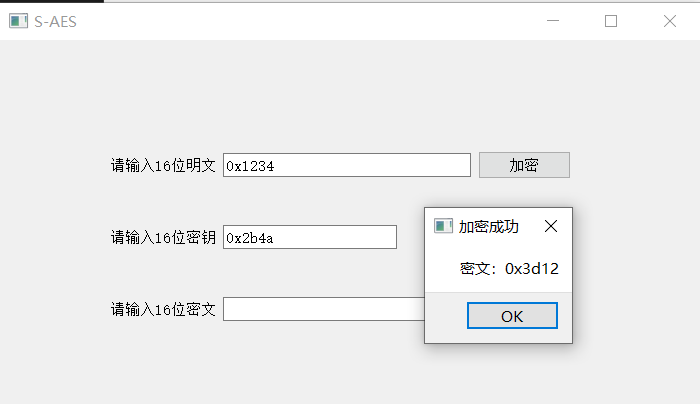 S-AES
请输入16位明文 0x1234 加密
请输入16位密钥 0x2b4a
加密成功
密文：0x3d12
OK
请输入16位密文